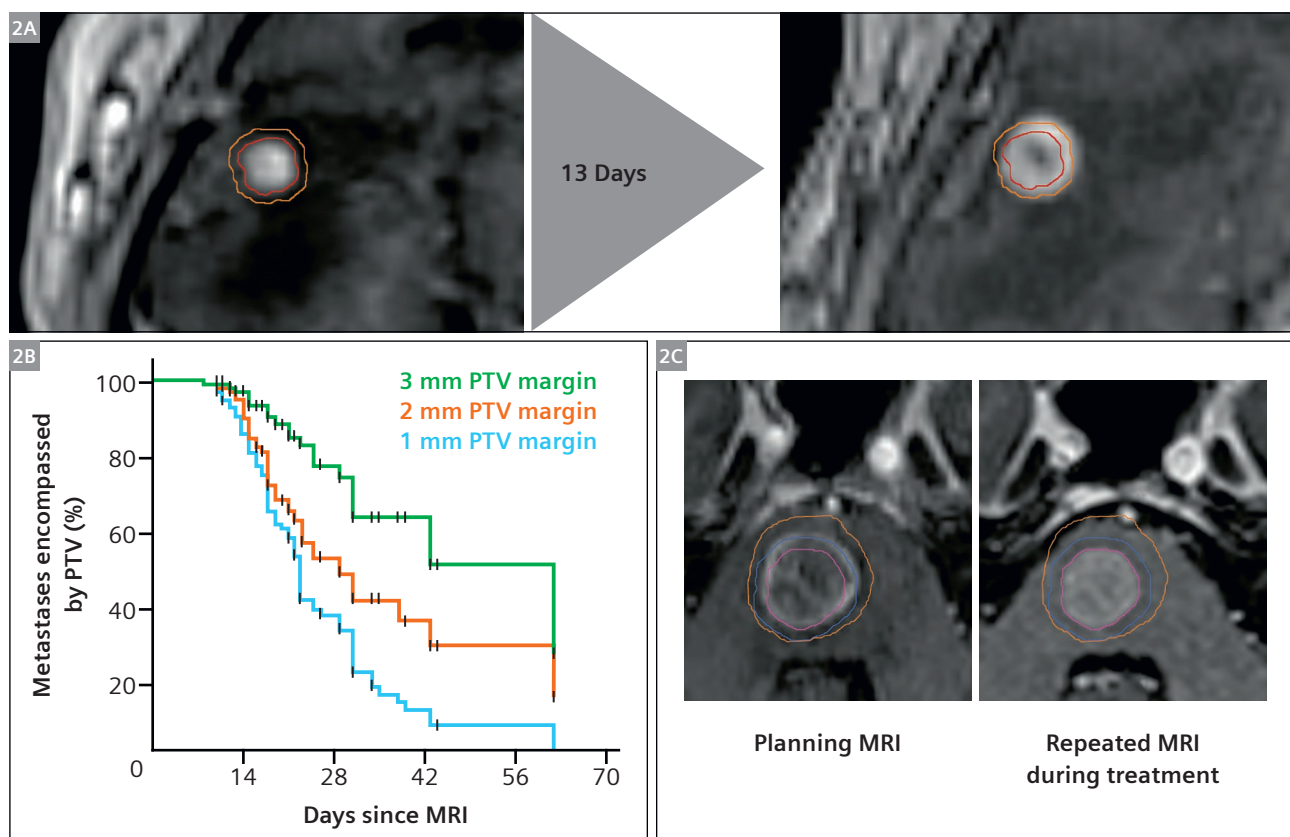 2A
13 Days
2B
3 mm PTV margin
2 mm PTV margin
1 mm PTV margin
Metastases encompassed
by PTV (%)
100
80
60
40
20
0
14
28
42
56
70
Days since MRI
2C
Planning MRI
Repeated MRI
during treatment